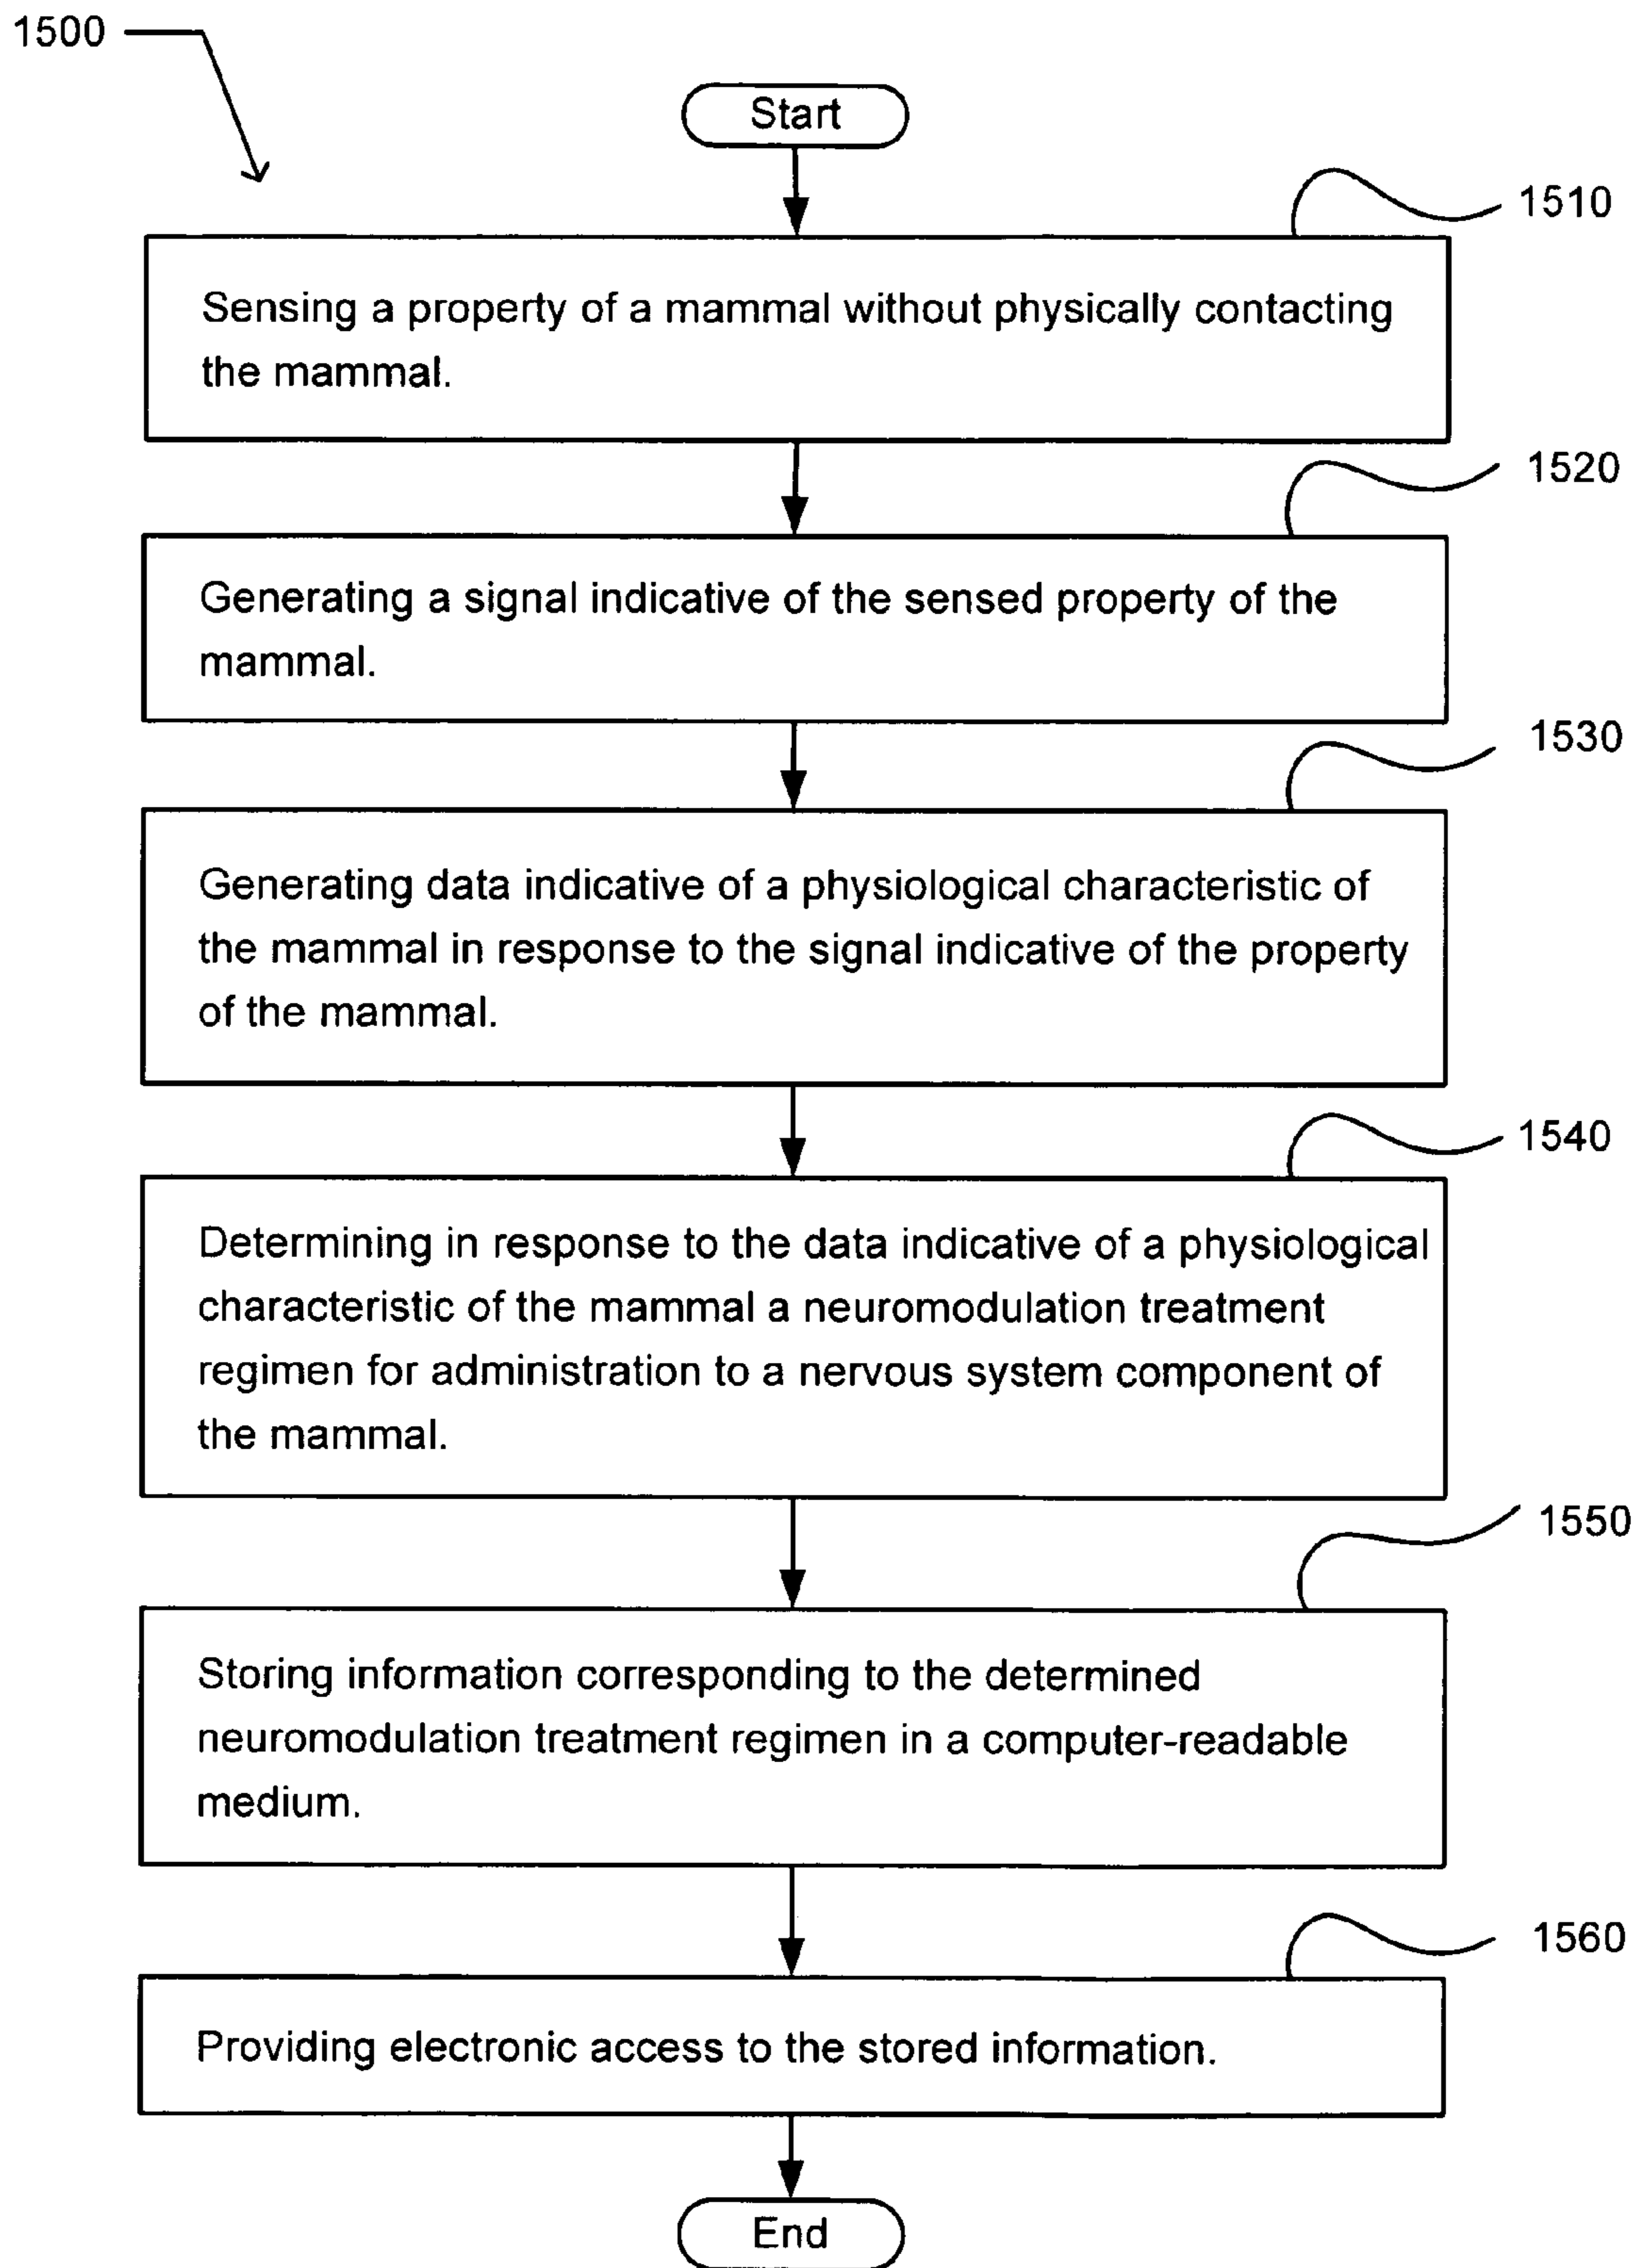 1500
Start
1510
Sensing a property of a mammal without physically contacting
the mammal.
1520
Generating a signal indicative of the sensed property of the
mammal.
1530
Generating data indicative of a physiological characteristic of
the mammal in response to the signal indicative of the property
of the mammal.
1540
Determining in response to the data indicative of a physiological
characteristic of the mammal a neuromodulation treatment
regimen for administration to a nervous system component of
the mammal.
1550
Storing information corresponding to the determined
neuromodulation treatment regimen in a computer-readable
medium.
1560
Providing electronic access to the stored information.
End